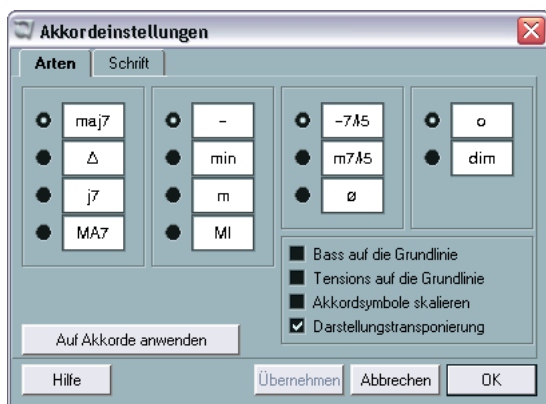 Akkordeinstellungen
Arten Schrift
maj7 - -7/♭5 o
Δ min m7/♭5 dim
j7 m ø
MA7 MI
Bass auf die Grundlinie
Tensions auf die Grundlinie
Akkordsymbole skalieren
Darstellungstransponierung
Auf Akkorde anwenden
Hilfe Übernehmen Abbrechen OK